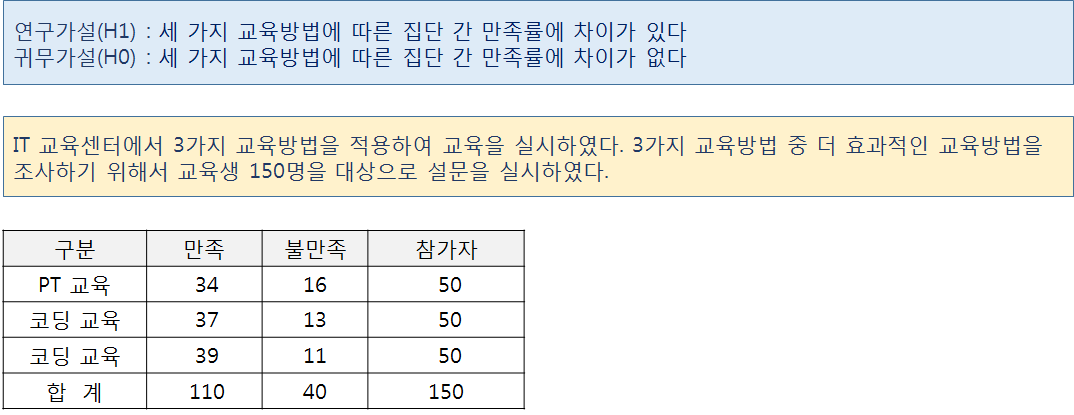 연구가설(H1) : 세 가지 교육방법에 따른 집단 간 만족률에 차이가 있다
귀무가설(H0) : 세 가지 교육방법에 따른 집단 간 만족률에 차이가 없다
IT 교육센터에서 3가지 교육방법을 적용하여 교육을 실시하였다. 3가지 교육방법 중 더 효과적인 교육방법을
조사하기 위해서 교육생 150명을 대상으로 설문을 실시하였다.
구분 만족 불만족 참가자
PT 교육 34 16 50
코딩 교육 37 13 50
코딩 교육 39 11 50
합 계 110 40 150